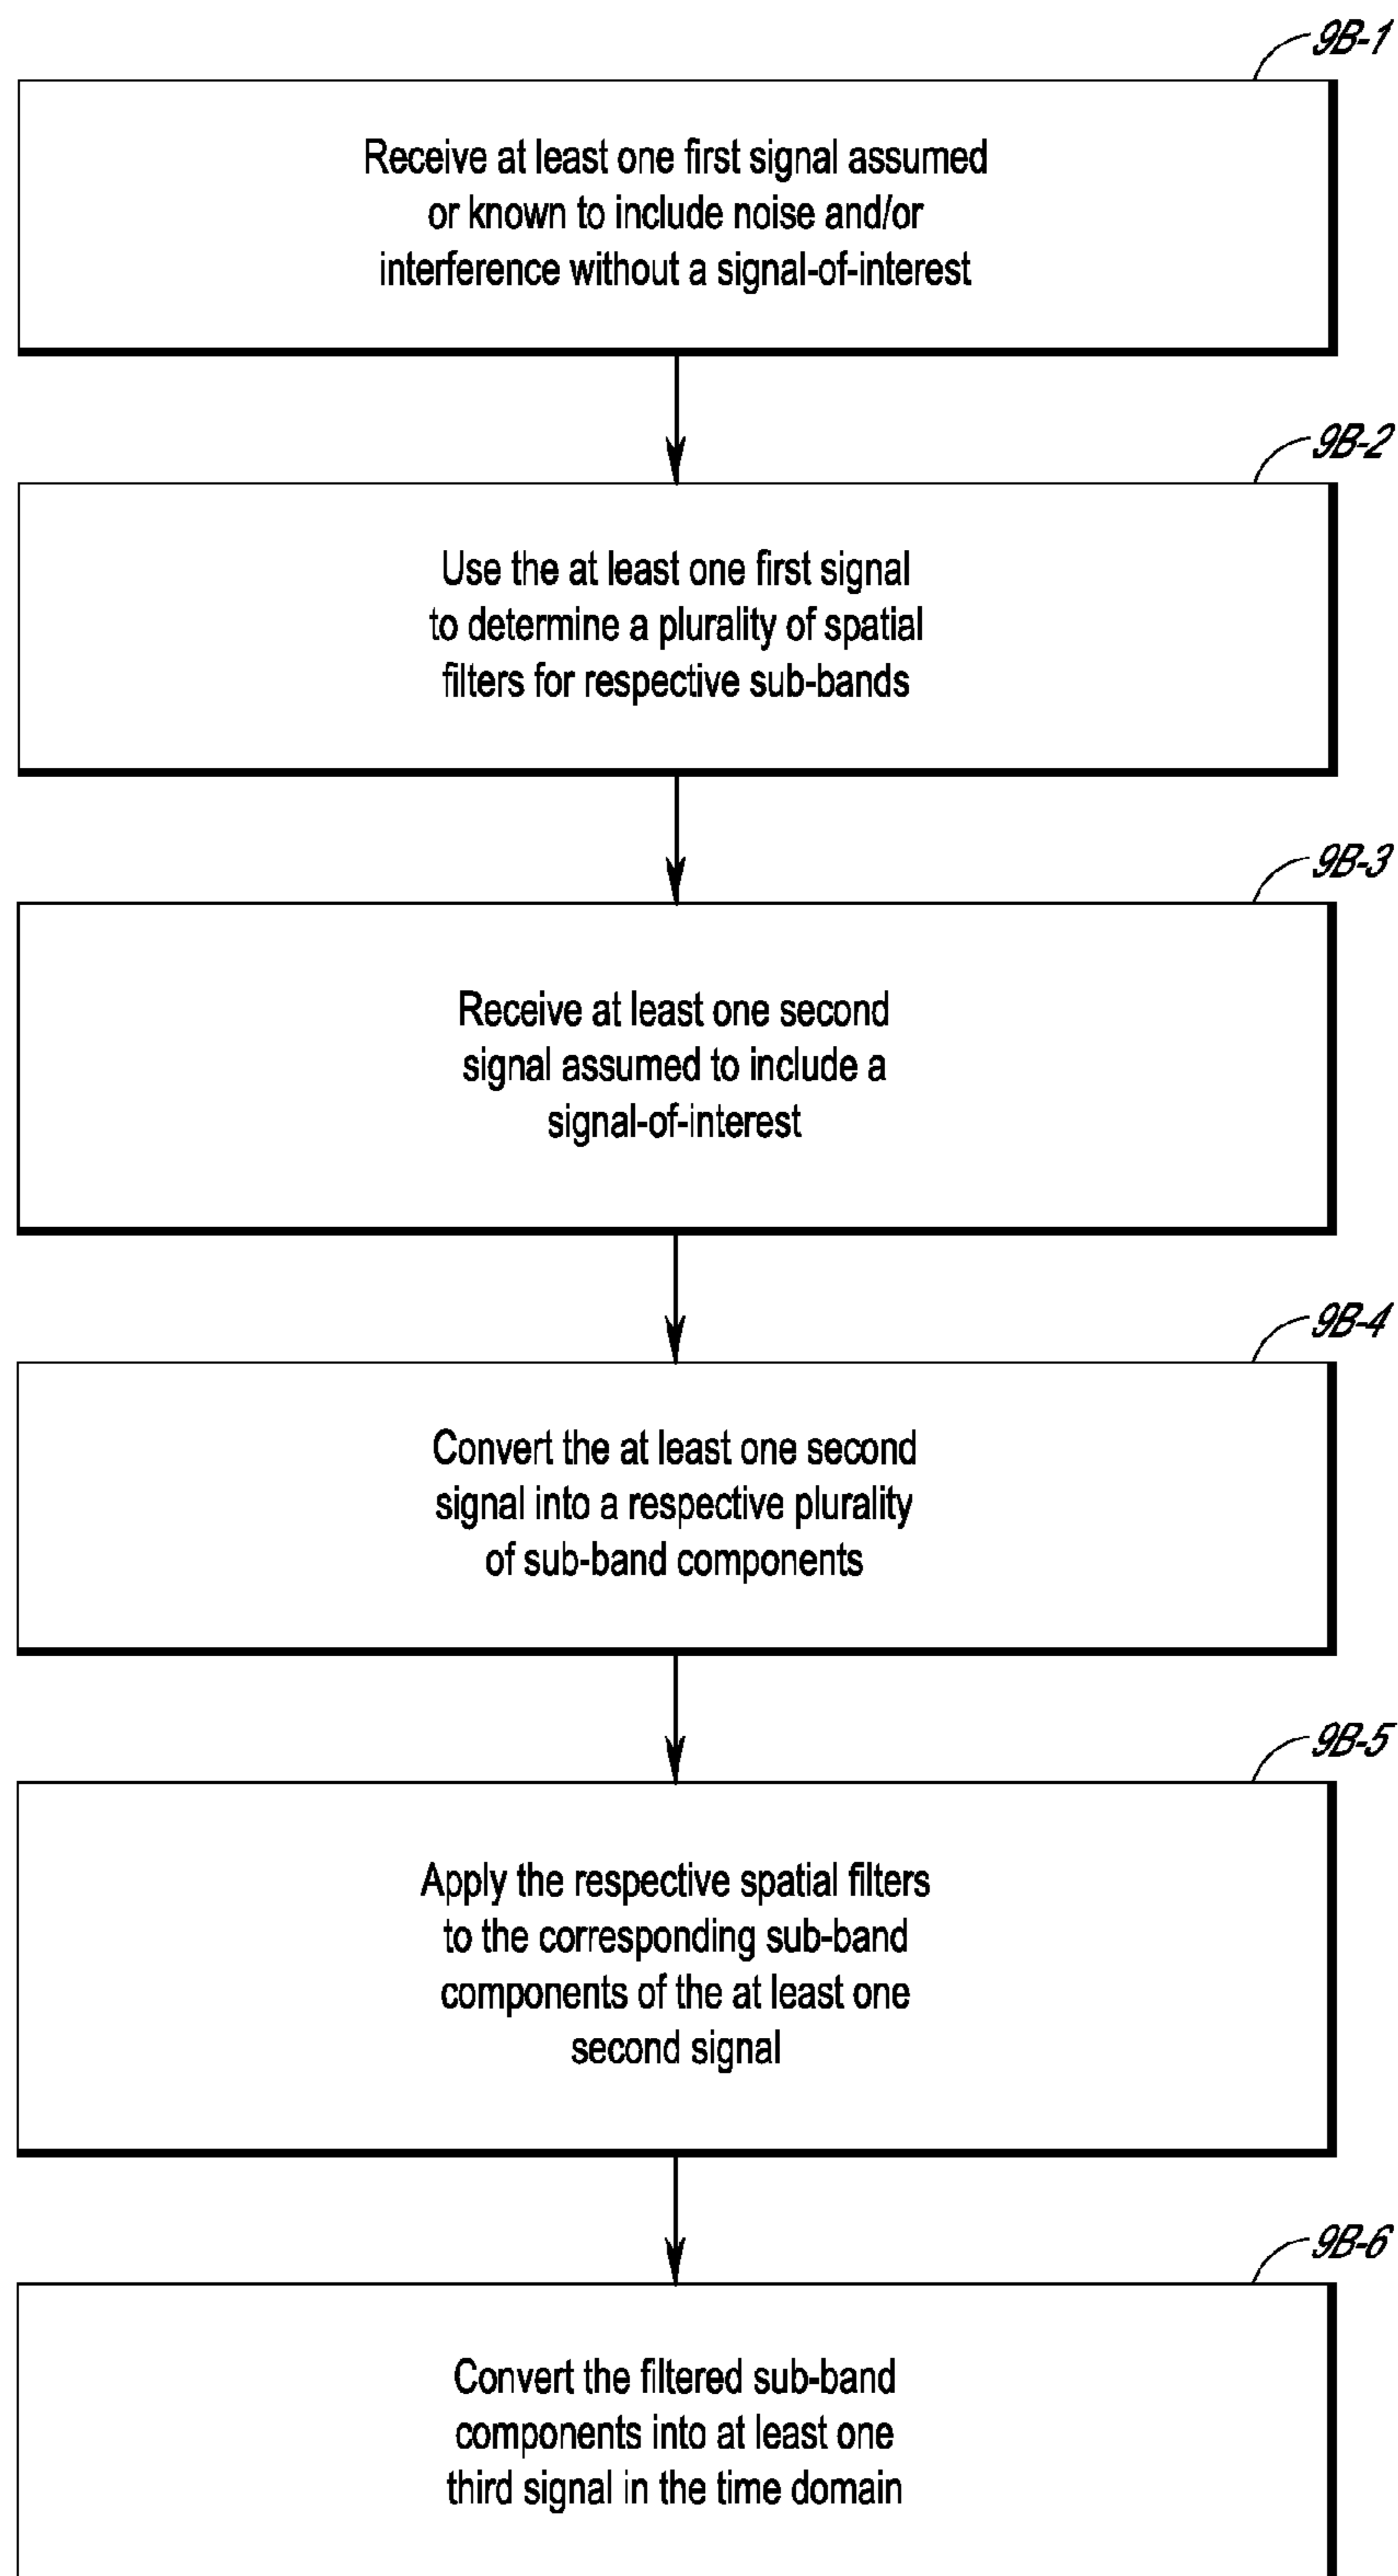 9B-1
Receive at least one first signal assumed
or known to include noise and/or
interference without a signal-of-interest
9B-2
Use the at least one first signal
to determine a plurality of spatial
filters for respective sub-bands
9B-3
Receive at least one second
signal assumed to include a
signal-of-interest
9B-4
Convert the at least one second
signal into a respective plurality
of sub-band components
9B-5
Apply the respective spatial filters
to the corresponding sub-band
components of the at least one
second signal
9B-6
Convert the filtered sub-band
components into at least one
third signal in the time domain